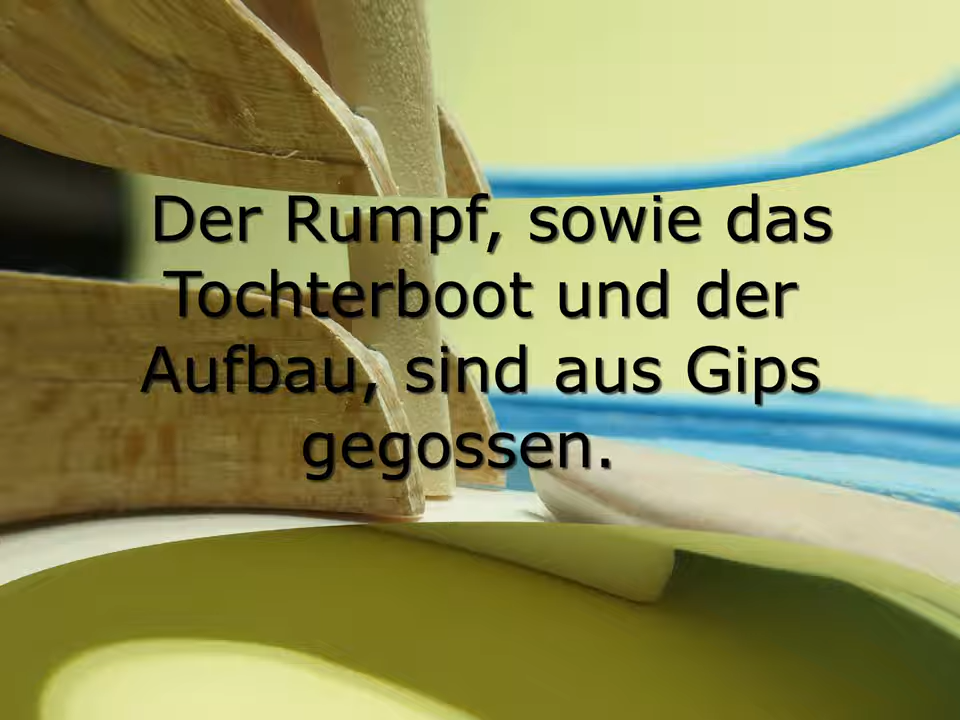 Der Rumpf, sowie das
Tochterboot und der
Aufbau, sind aus Gips
gegossen.